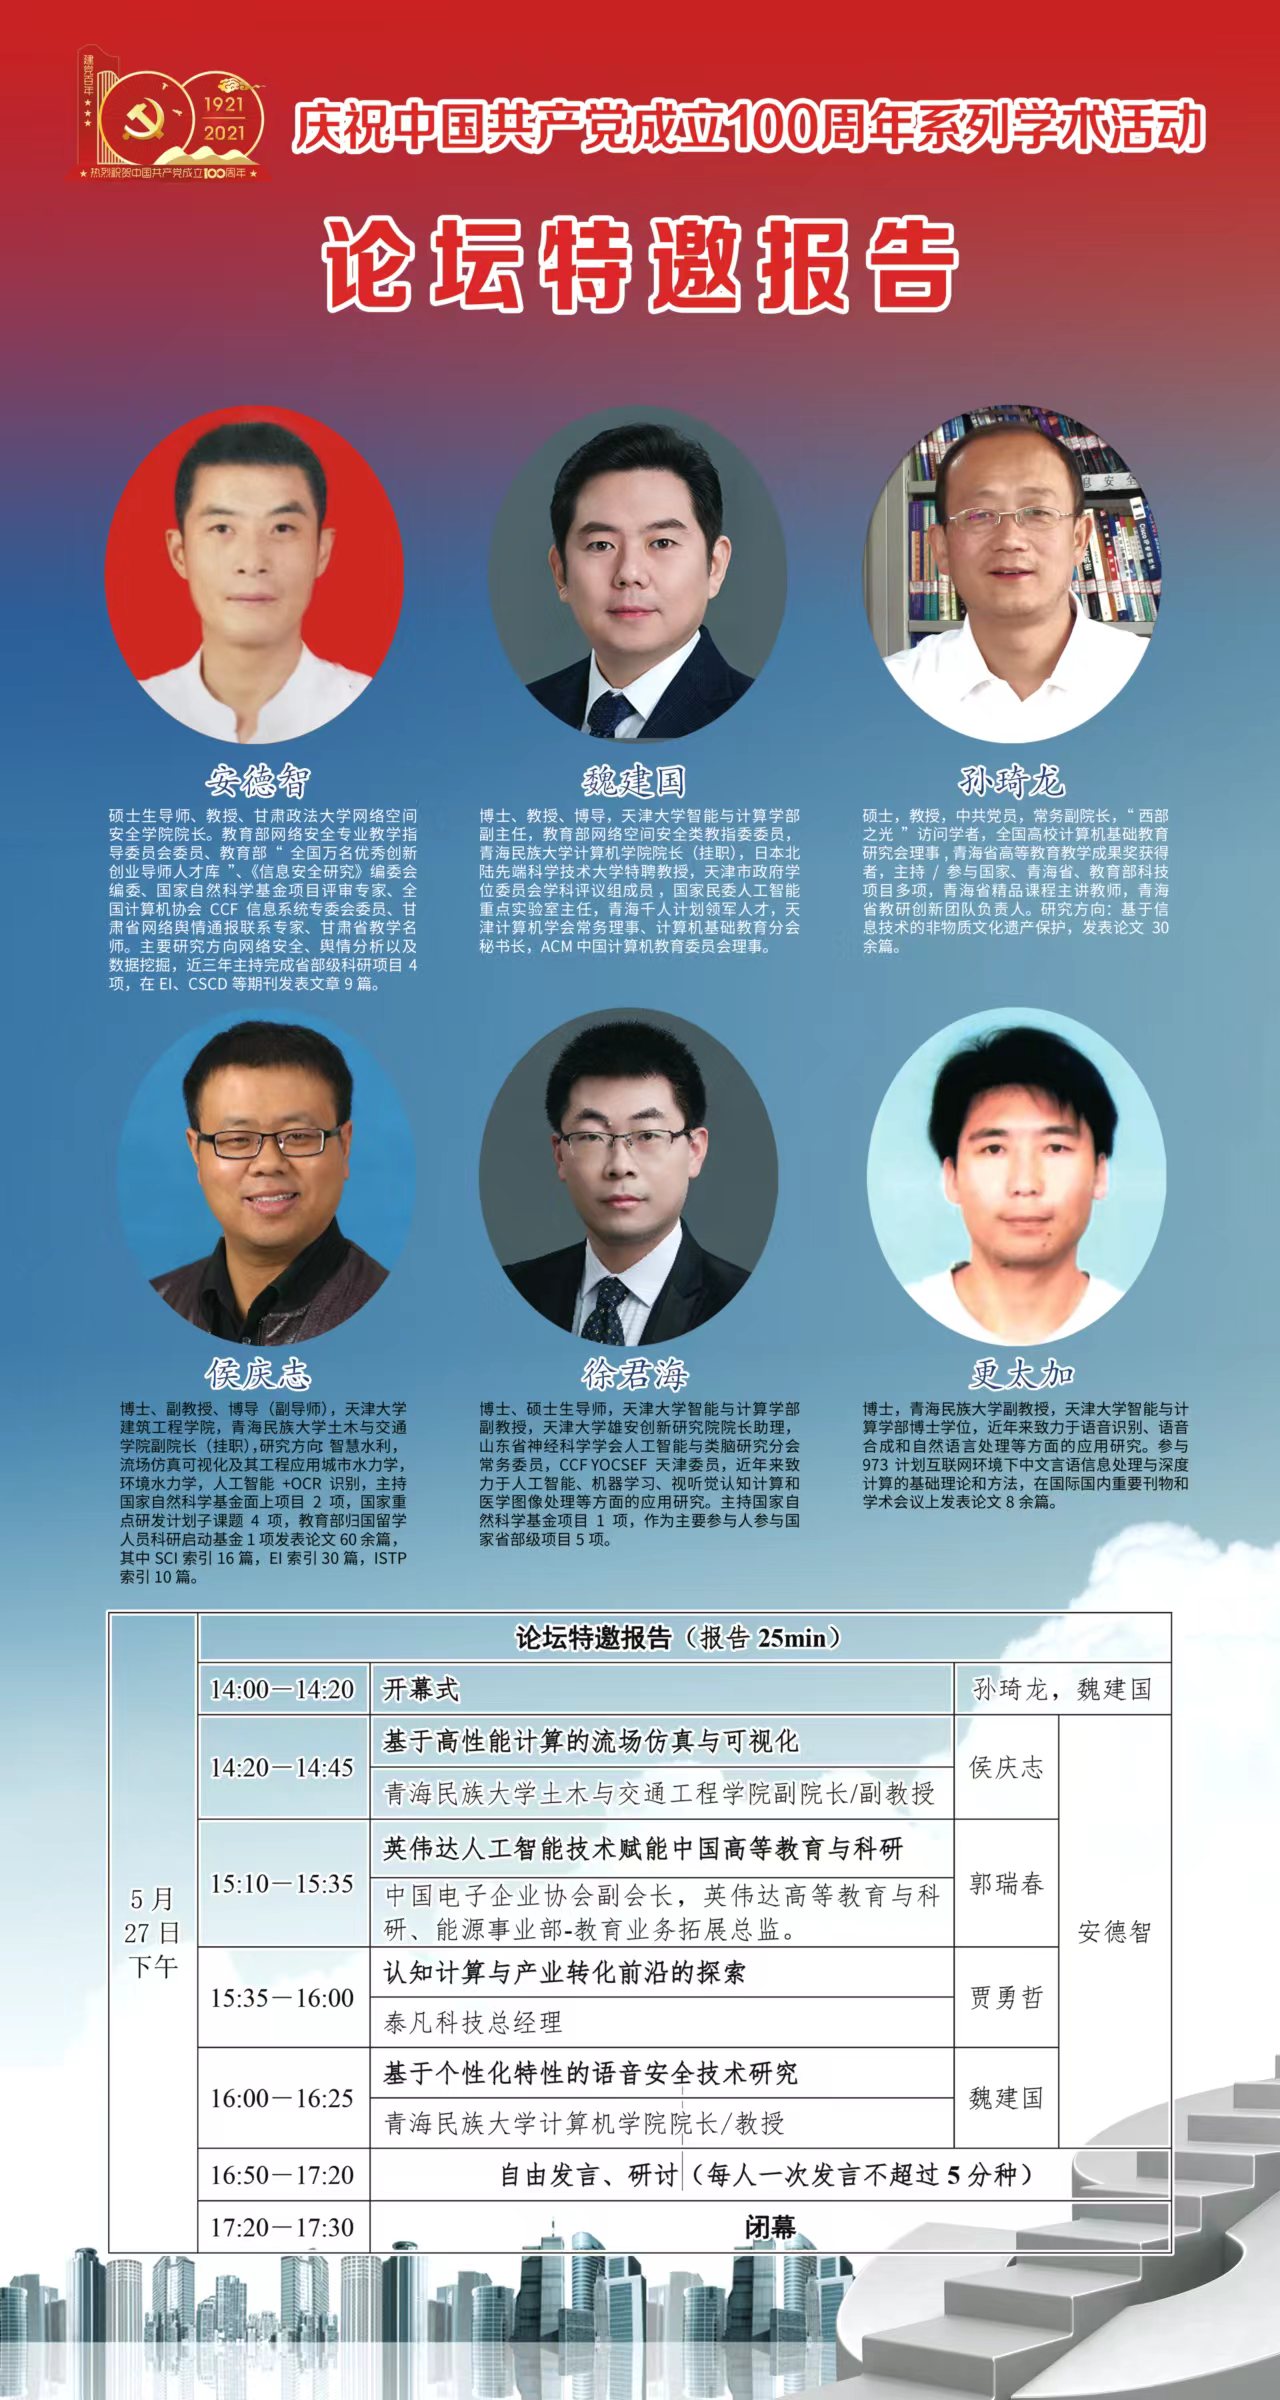 建党百年
1921
2021
热烈祝贺中国共产党成立100周年
庆祝中国共产党成立100周年系列学术活动
论坛特邀报告
安德智
硕士生导师、教授、甘肃政法大学网络空间
安全学院院长。教育部网络安全专业教学指
导委员会委员、教育部“全国万名优秀创新
创业导师人才库”、《信息安全研究》编委会
编委、国家自然科学基金项目评审专家、全
国计算机协会 CCF 信息系统专委会委员、甘
肃省网络舆情通报联系专家、甘肃省教学名
师。主要研究方向网络安全、舆情分析以及
数据挖掘，近三年主持完成省部级科研项目 4
项，在 EI、CSCD 等期刊发表文章 9 篇。
魏建国
博士、教授、博导，天津大学智能与计算学部
副主任，教育部网络空间安全类教指委委员，
青海民族大学计算机学院院长（挂职），日本北
陆先端科学技术大学特聘教授，天津市政府学
位委员会学科评议组成员，国家民委人工智能
重点实验室主任，青海千人计划领军人才，天
津计算机学会常务理事、计算机基础教育分会
秘书长，ACM 中国计算机教育委员会理事。
孙琦龙
硕士，教授，中共党员，常务副院长，“西部
之光”访问学者，全国高校计算机基础教育
研究会理事，青海省高等教育教学成果奖获得
者，主持 / 参与国家、青海省、教育部科技
项目多项，青海省精品课程主讲教师，青海
省教研创新团队负责人。研究方向：基于信
息技术的非物质文化遗产保护，发表论文 30
余篇。
侯庆志
博士、副教授、博导（副导师），天津大学
建筑工程学院，青海民族大学土木与交通
学院副院长（挂职），研究方向：智慧水利，
流场仿真可视化及其工程应用城市水力学，
环境水力学，人工智能 +OCR 识别，主持
国家自然科学基金面上项目 2 项，国家重
点研发计划子课题 4 项，教育部归国留学
人员科研启动基金 1 项发表论文 60 余篇，
其中 SCI 索引 16 篇，EI 索引 30 篇，ISTP
索引 10 篇。
徐君海
博士、硕士生导师，天津大学智能与计算学部
副教授，天津大学雄安创新研究院院长助理，
山东省神经科学学会人工智能与类脑研究分会
常务委员，CCF YOCSEF 天津委员，近年来致
力于人工智能、机器学习、视听觉认知计算和
医学图像处理等方面的应用研究。主持国家自
然科学基金项目 1 项，作为主要参与人参与国
家省部级项目 5 项。
更太加
博士，青海民族大学副教授，天津大学智能与计
算学部博士学位，近年来致力于语音识别、语音
合成和自然语言处理等方面的应用研究。参与
973 计划互联网环境下中文言语信息处理与深度
计算的基础理论和方法，在国际国内重要刊物和
学术会议上发表论文 8 余篇。
论坛特邀报告（报告 25min）
5 月
27 日
下午
14:00－14:20 开幕式 孙琦龙，魏建国
14:20－14:45 基于高性能计算的流场仿真与可视化 侯庆志
青海民族大学土木与交通工程学院副院长/副教授
15:10－15:35 英伟达人工智能技术赋能中国高等教育与科研 郭瑞春
中国电子企业协会副会长，英伟达高等教育与科
研、能源事业部-教育业务拓展总监。
安德智
15:35－16:00 认知计算与产业转化前沿的探索 贾勇哲
泰凡科技总经理
16:00－16:25 基于个性化特性的语音安全技术研究 魏建国
青海民族大学计算机学院院长/教授
16:50－17:20 自由发言、研讨（每人一次发言不超过 5 分种）
17:20－17:30 闭幕